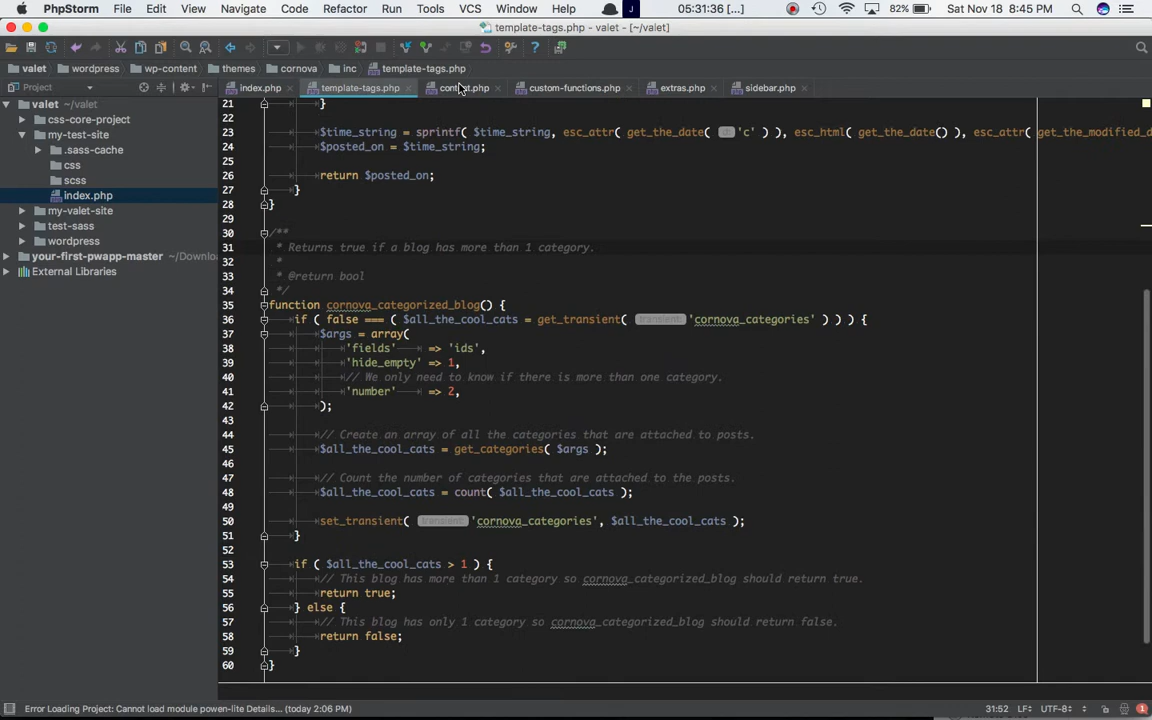 PhpStorm File Edit View Navigate Code Refactor Run Tools VCS Window Help J 05:31:36 [...] 82% Sat Nov 18 8:45 PM
template-tags.php - valet - [~/valet]
valet wordpress wp-content themes cornova inc template-tags.php
Project index.php template-tags.php custom-functions.php extras.php sidebar.php
valet
css-core-project
my-test-site
.sass-cache
css
scss
index.php
my-valet-site
test-sass
wordpress
your-first-pwapp-master ~/Downlo
External Libraries
21 }
22
23 $time_string = sprintf( $time_string, esc_attr( get_the_date( 'c' ) ), esc_html( get_the_date() ), esc_attr( get_the_modified_d
24 $posted_on = $time_string;
25
26 return $posted_on;
27 }
28 }
29
30 /**
31 * Returns true if a blog has more than 1 category.
32 *
33 * @return bool
34 */
35 function cornova_categorized_blog() {
36 if ( false === ( $all_the_cool_cats = get_transient( transient: 'cornova_categories' ) ) ) {
37 $args = array(
38 'fields' => 'ids',
39 'hide_empty' => 1,
40 // We only need to know if there is more than one category.
41 'number' => 2,
42 );
43
44 // Create an array of all the categories that are attached to posts.
45 $all_the_cool_cats = get_categories( $args );
46
47 // Count the number of categories that are attached to the posts.
48 $all_the_cool_cats = count( $all_the_cool_cats );
49
50 set_transient( transient: 'cornova_categories', $all_the_cool_cats );
51 }
52
53 if ( $all_the_cool_cats > 1 ) {
54 // This blog has more than 1 category so cornova_categorized_blog should return true.
55 return true;
56 } else {
57 // This blog has only 1 category so cornova_categorized_blog should return false.
58 return false;
59 }
60 }
Error Loading Project: Cannot load module power-lite Details... (today 2:06 PM) 31:52 LF UTF-8 1